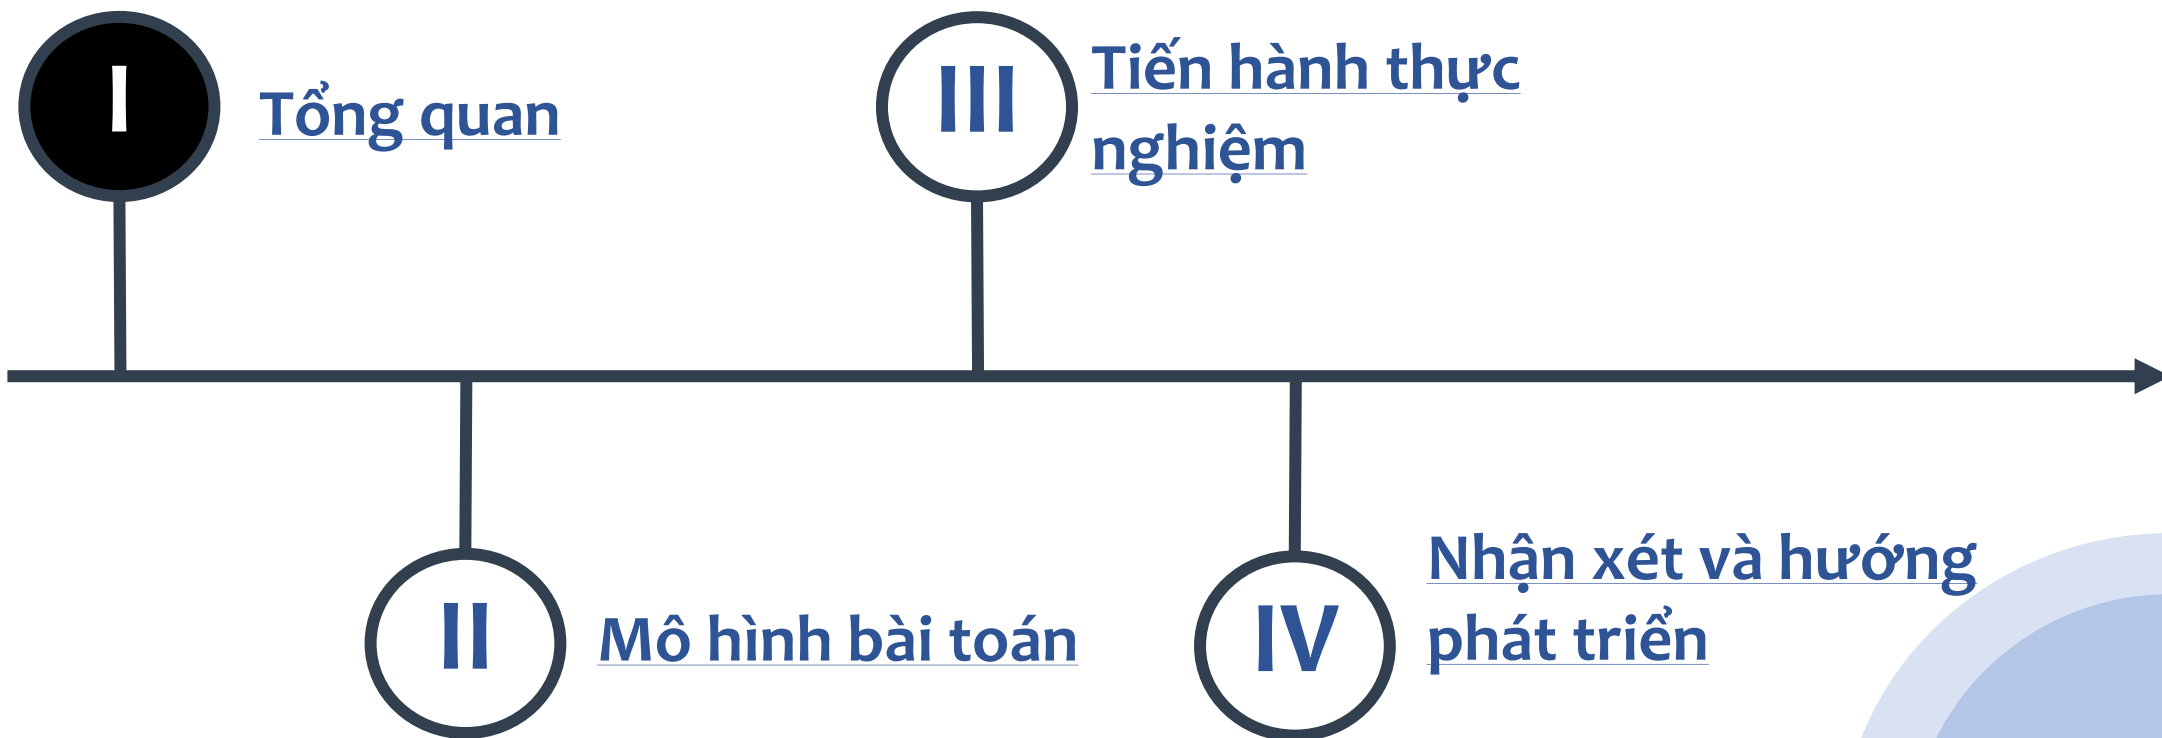 I
Tổng quan
II
Mô hình bài toán
III
Tiến hành thực
nghiệm
IV
Nhận xét và hướng
phát triển